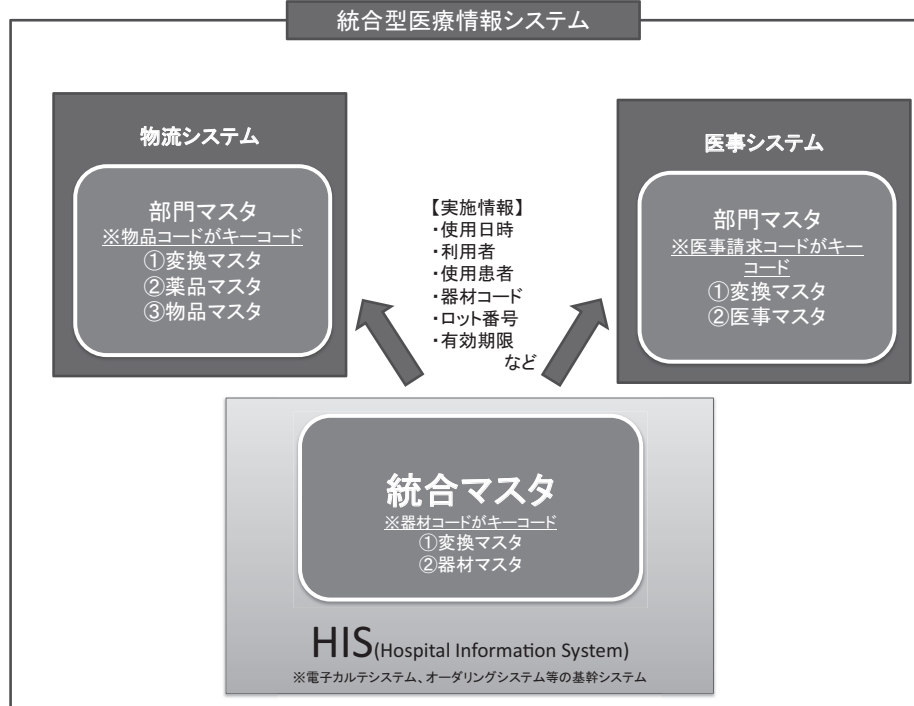 統合型医療情報システム
物流システム
部門マスタ
※物品コードがキーコード
①変換マスタ
②薬品マスタ
③物品マスタ
【実施情報】
・使用日時
・利用者
・使用患者
・器材コード
・ロット番号
・有効期限
など
医事システム
部門マスタ
※医事請求コードがキー
コード
①変換マスタ
②医事マスタ
統合マスタ
※器材コードがキーコード
①変換マスタ
②器材マスタ
HIS(Hospital Information System)
※電子カルテシステム、オーダリングシステム等の基幹システム